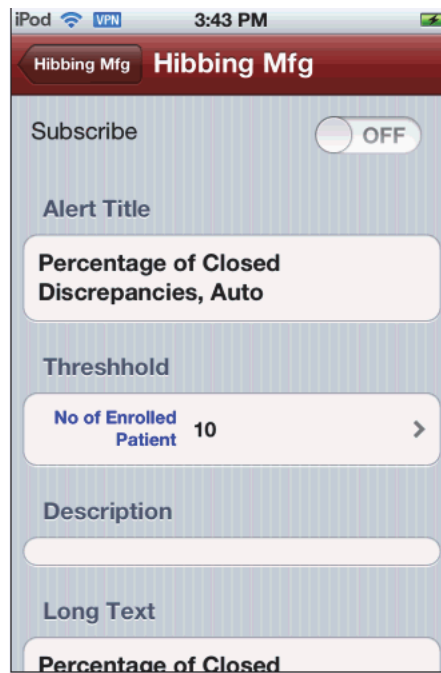 iPod VPN 3:43 PM
Hibbing Mfg Hibbing Mfg
Subscribe OFF
Alert Title
Percentage of Closed
Discrepancies, Auto
Threshhold
No of Enrolled
Patient 10
Description
Long Text
Percentage of Closed